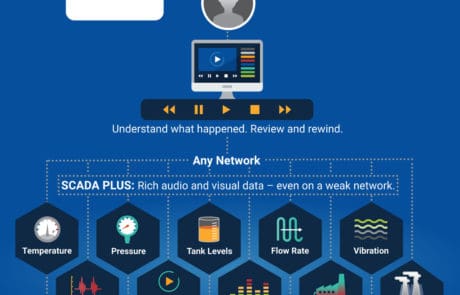 Understand what happened. Review and rewind.
Any Network
SCADA PLUS: Rich audio and visual data – even on a weak network.
Temperature
Pressure
Tank Levels
Flow Rate
Vibration